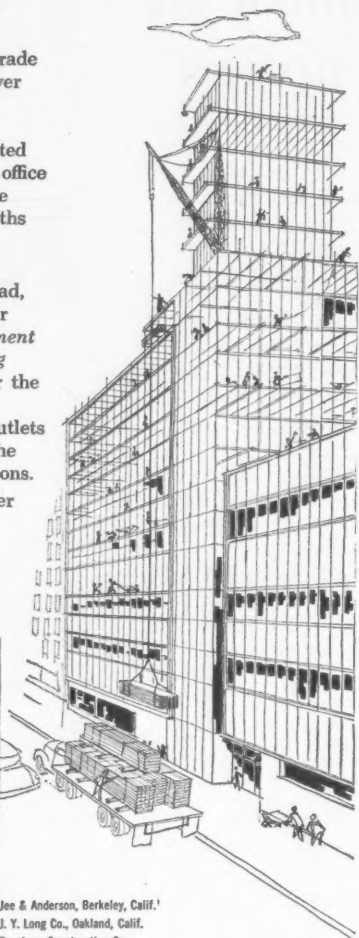 rade
ver
ted
office
e
ths
ad,
r
ment
g
r the
utlets
he
ons.
er
Jee & Anderson, Berkeley, Calif.'
J. Y. Long Co., Oakland, Calif.